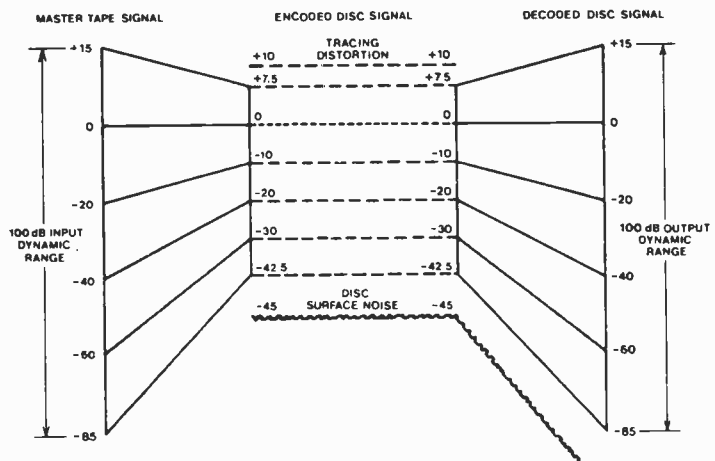 MASTER TAPE SIGNAL
ENCODED DISC SIGNAL
DECODED DISC SIGNAL
+15
0
-20
-40
-60
-85
100 dB INPUT
DYNAMIC
RANGE
TRACING
DISTORTION
+10
+10
+7.5
+7.5
0
0
-10
-10
-20
-20
-30
-30
-42.5
-42.5
DISC
SURFACE NOISE
-45
-45
+15
0
-10
-20
-40
-60
-85
100 dB OUTPUT
DYNAMIC
RANGE